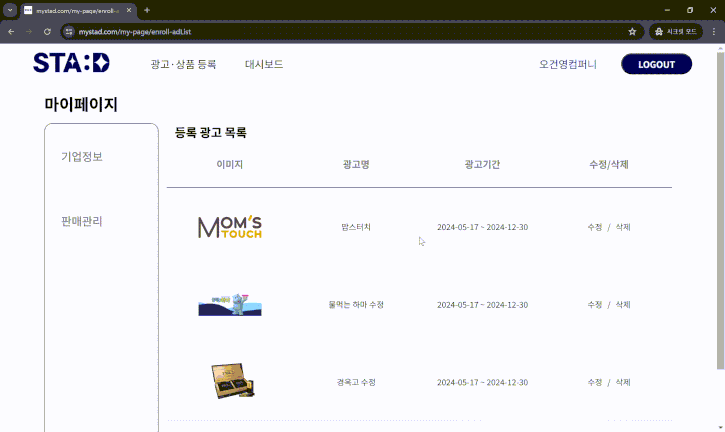 mystad.com/my-page/enroll-a
mystad.com/my-page/enroll-adList
시크릿 모드
STA:D
광고·상품 등록
대시보드
오건영컴퍼니
LOGOUT
마이페이지
기업정보
판매관리
등록 광고 목록
이미지 광고명 광고기간 수정/삭제
MOM'S TOUCH 맘스터치 2024-05-17 ~ 2024-12-30 수정 / 삭제
물먹는 하마 수정 2024-05-17 ~ 2024-12-30 수정 / 삭제
경옥고 수정 2024-05-17 ~ 2024-12-30 수정 / 삭제